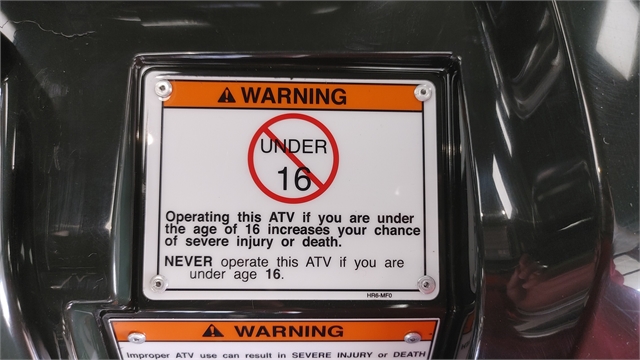 WARNING
UNDER
16
Operating this ATV if you are under
the age of 16 increases your chance
of severe injury or death.
NEVER operate this ATV if you are
under age 16.
HR6-MF0
WARNING
Improper ATV use can result in SEVERE INJURY or DEATH